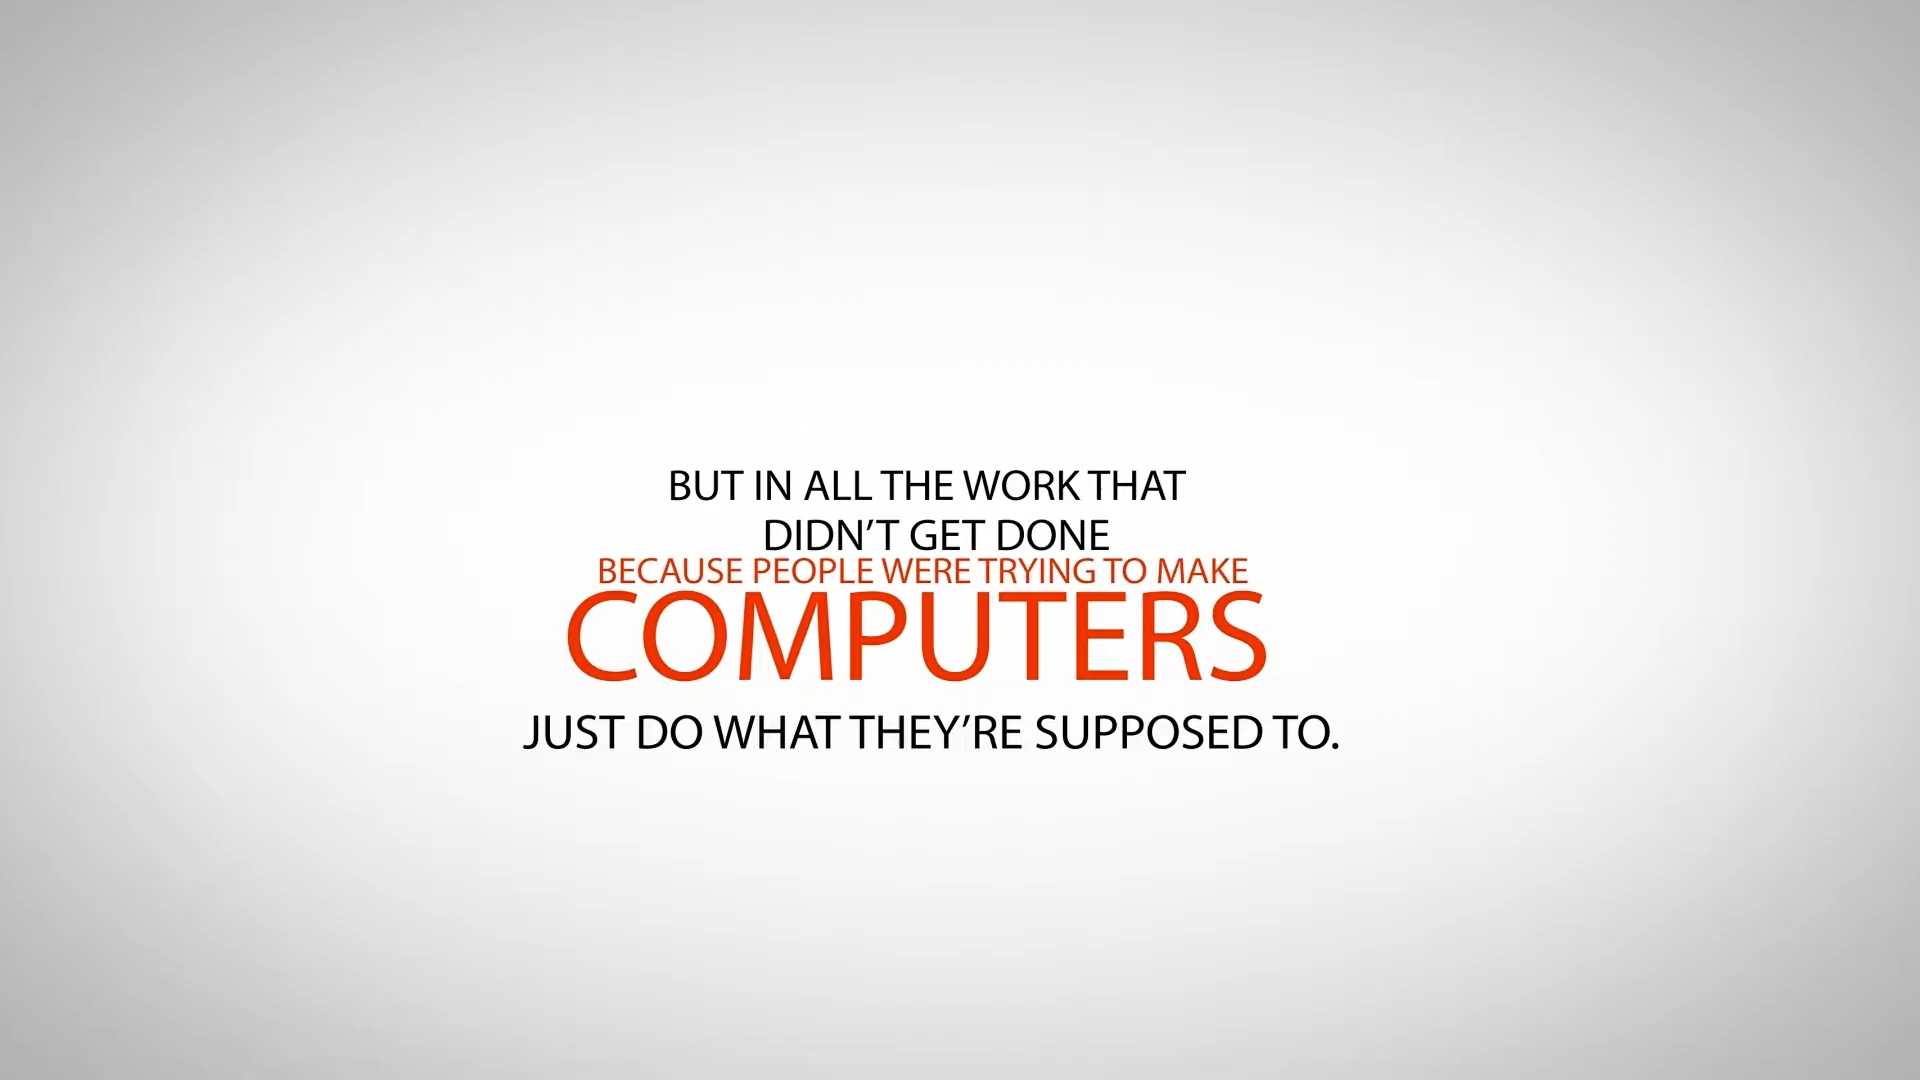 BUT IN ALL THE WORK THAT
DIDN’T GET DONE
BECAUSE PEOPLE WERE TRYING TO MAKE
COMPUTERS
JUST DO WHAT THEY’RE SUPPOSED TO.